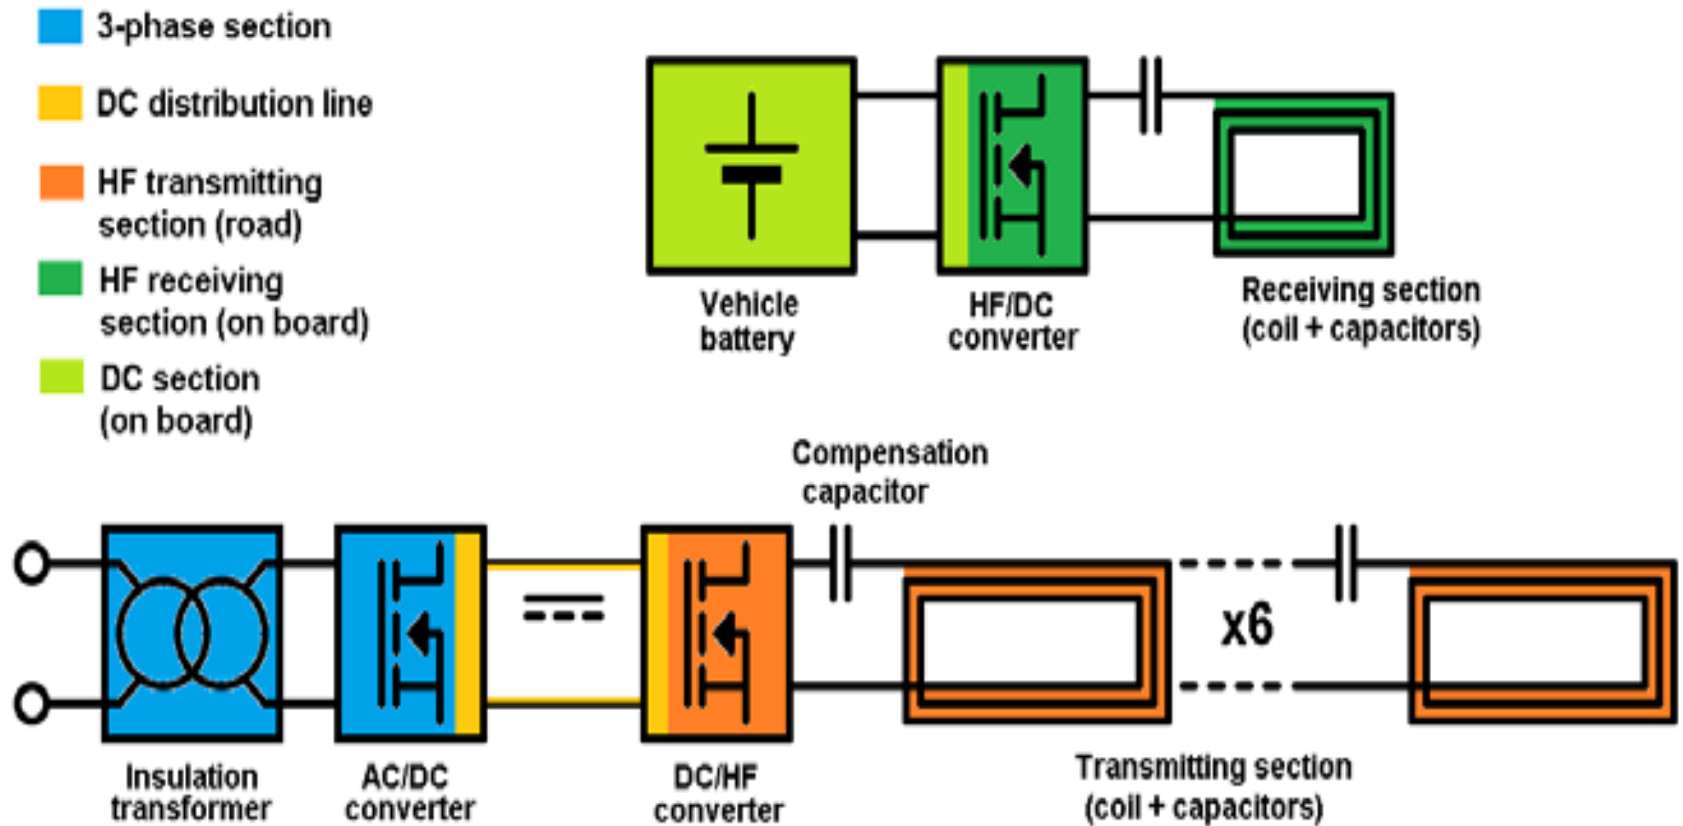 3-phase section
DC distribution line
HF transmitting
section (road)
HF receiving
section (on board)
DC section
(on board)
Vehicle
battery
HF/DC
converter
Receiving section
(coil + capacitors)
Compensation
capacitor
x6
Insulation
transformer
AC/DC
converter
DC/HF
converter
Transmitting section
(coil + capacitors)